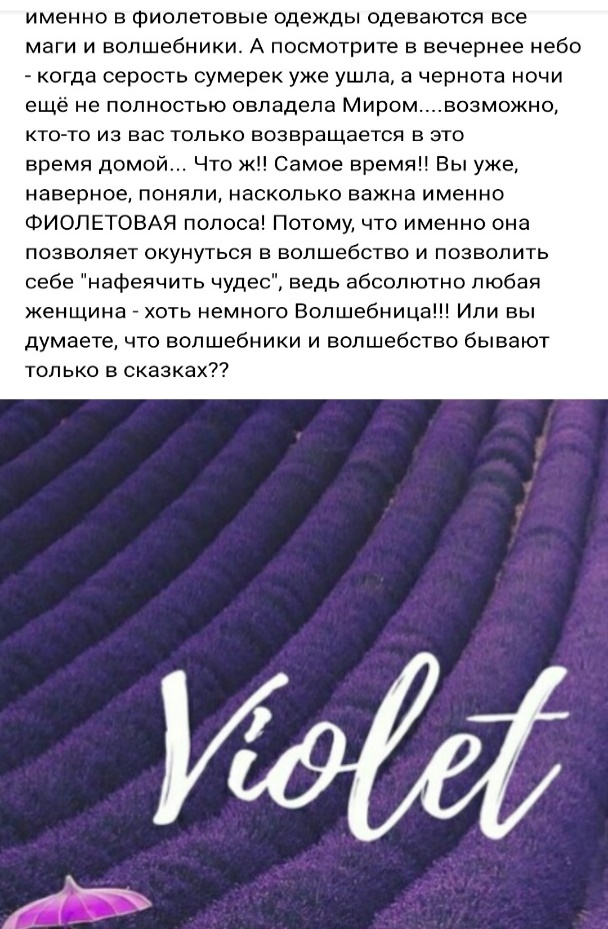 именно в фиолетовые одежды одеваются все
маги и волшебники. А посмотрите в вечернее небо
- когда серость сумерек уже ушла, а чернота ночи
ещё не полностью овладела Миром....возможно,
кто-то из вас только возвращается в это
время домой... Что ж!! Самое время!! Вы уже,
наверное, поняли, насколько важна именно
ФИОЛЕТОВАЯ полоса! Потому, что именно она
позволяет окунуться в волшебство и позволить
себе "нафеячить чудес", ведь абсолютно любая
женщина - хоть немного Волшебница!!! Или вы
думаете, что волшебники и волшебство бывают
только в сказках??
Violet